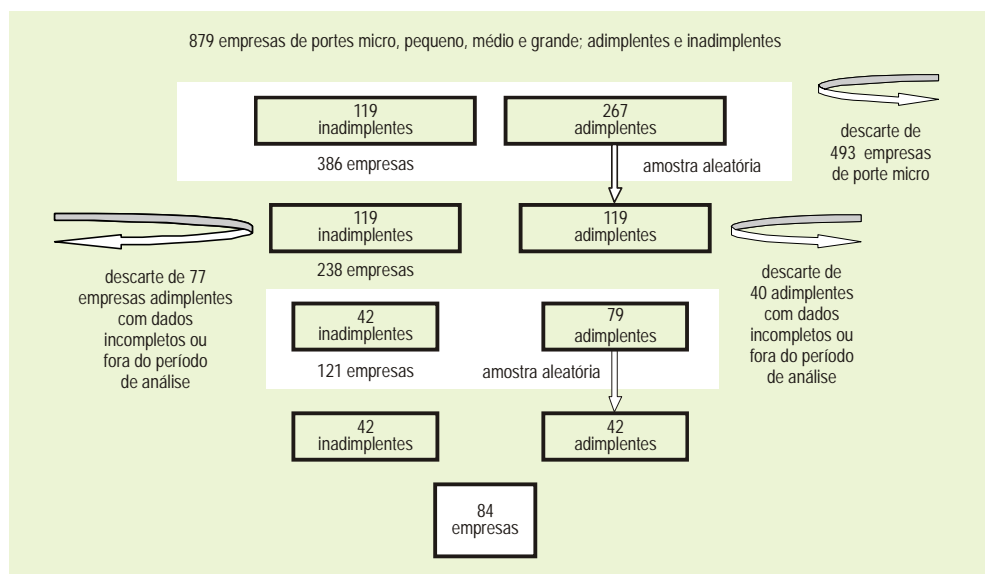 879 empresas de portes micro, pequeno, médio e grande; adimplentes e inadimplentes
119
inadimplentes
267
adimplentes
386 empresas
amostra aleatória
descarte de
493 empresas
de porte micro
119
inadimplentes
119
adimplentes
238 empresas
descarte de 77
empresas adimplentes
com dados
incompletos ou
fora do período
de análise
descarte de
40 adimplentes
com dados
incompletos ou
fora do período
de análise
42
inadimplentes
79
adimplentes
121 empresas
amostra aleatória
42
inadimplentes
42
adimplentes
84
empresas